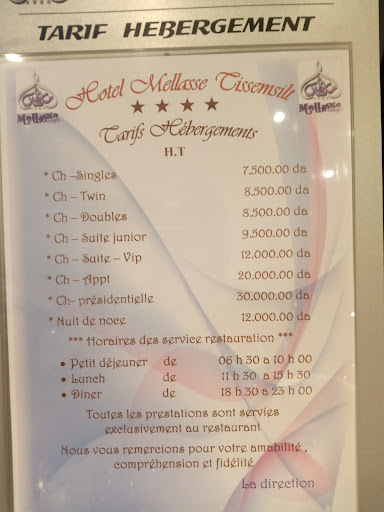 TARIF HEBERGEMENT
Hotel Mellasse Tissemsilt
Mellasse
Mellasse
Tarifs Hébergements
H.T
* Ch –Singles 7.500.00 da
* Ch – Twin 8.500.00 da
* Ch – Doubles 8.500.00 da
* Ch – Suite junior 9.500.00 da
* Ch – Suite – Vip 12.000.00 da
* Ch – Appt 20.000.00 da
* Ch- présidentielle 30.000.00 da
* Nuit de noce 12.000.00 da
*** Horaires des service restauration ***
• Petit déjeuner de 06 h 30 a 10 h 00
• Lunch de 11 h 30 a 15 h 30
• Diner de 18 h 30 a 23 h 00
Toutes les prestations sont servies
exclusivement au restaurant
Nous vous remercions pour votre amabilité ,
compréhension et fidélité
La direction